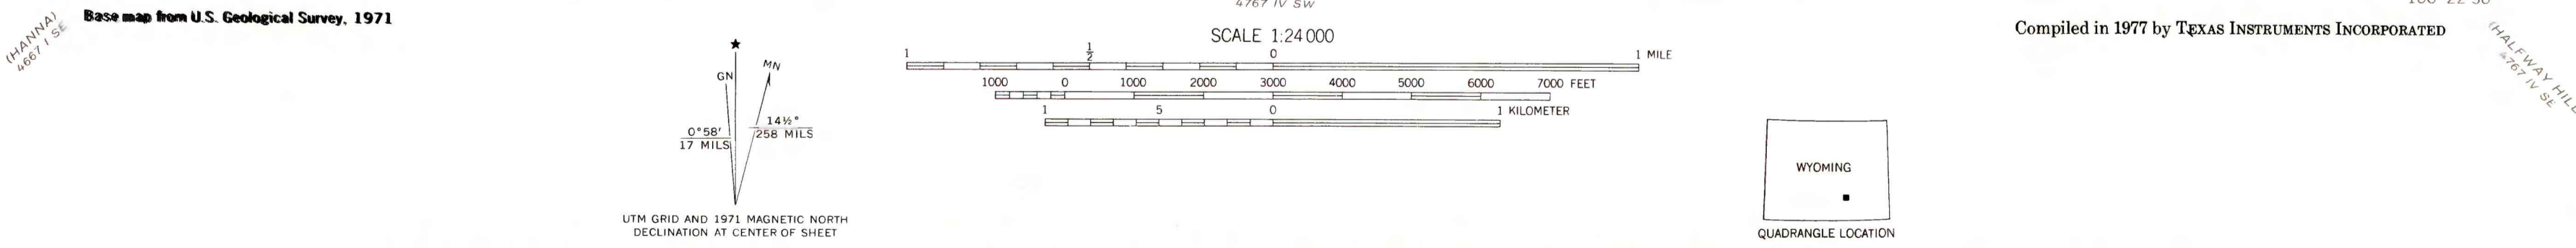 (HANNA)
4667 I SE
Base map from U.S. Geological Survey, 1971
4767 IV SW
SCALE 1:24 000
1 ½ 0 1 MILE
1000 0 1000 2000 3000 4000 5000 6000 7000 FEET
1 5 0 1 KILOMETER
GN
MN
0°58′
17 MILS
14½°
258 MILS
UTM GRID AND 1971 MAGNETIC NORTH
DECLINATION AT CENTER OF SHEET
Compiled in 1977 by TEXAS INSTRUMENTS INCORPORATED
(HALFWAY HILL
4767 IV SE
WYOMING
QUADRANGLE LOCATION